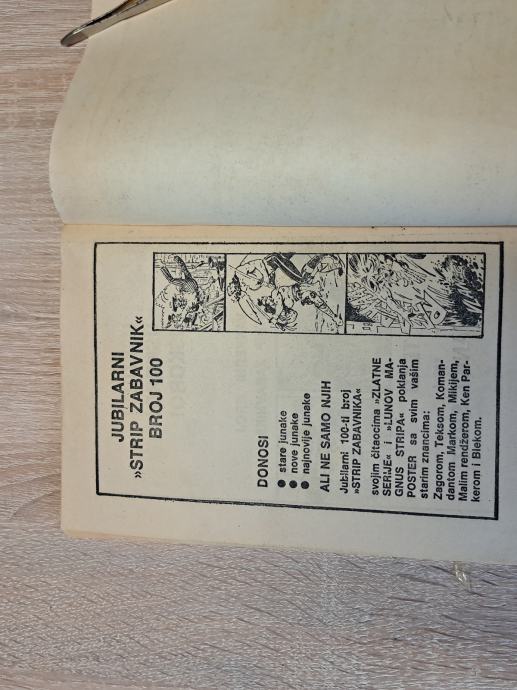 JUBILARNI
»STRIP ZABAVNIK«
BROJ 100
DONOSI
● stare junake
● nove junake
● najnovije junake
ALI NE SAMO NJIH
Jubilarni 100-ti broj
»STRIP ZABAVNIKA«
svojim čitaocima »ZLATNE
SERIJE« i »LUNOV MA-
GNUS STRIPA« poklanja
POSTER sa svim vašim
starim znancima:
Zagorom, Teksom, Koman-
dantom Markom, Mikijem,
Malim rendžerom, Ken Par-
kerom i Blekom.